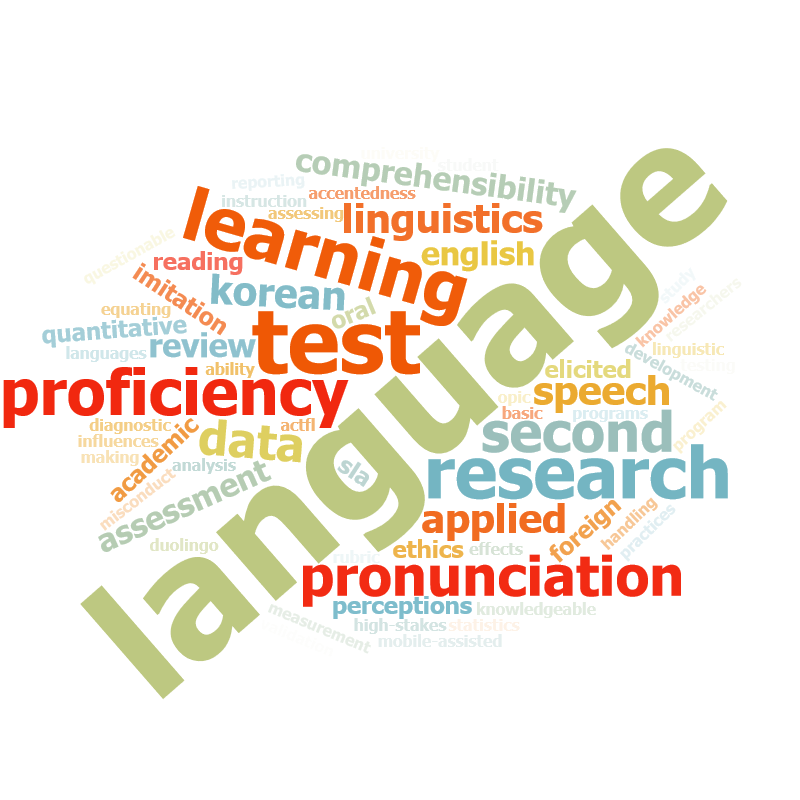 university
student
comprehensibility
reporting
accentedness
instruction
assessing
linguistics
learning
language
questionable
reading
english
imitation
korean
study
equating
oral
knowledge
researchers
quantitative
test
languages
review
linguistic
development
ability
elicited
proficiency
opic
speech
basic
programs
program
diagnostic
actfl
influences
academic
data
second
making
analysis
sla
research
misconduct
assessment
applied
foreign
handling
practices
duolingo
ethics
effects
rubric
pronunciation
perceptions
knowledgeable
measurement
high-stakes
statistics
mobile-assisted